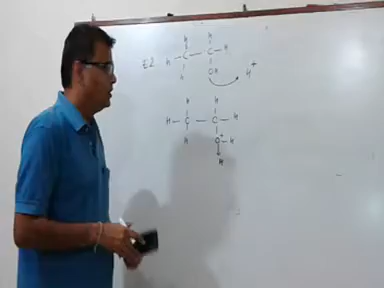 H H
E2 H - C - C - H
H OH H+
H H
H - C - C - H
H O+ - H
H